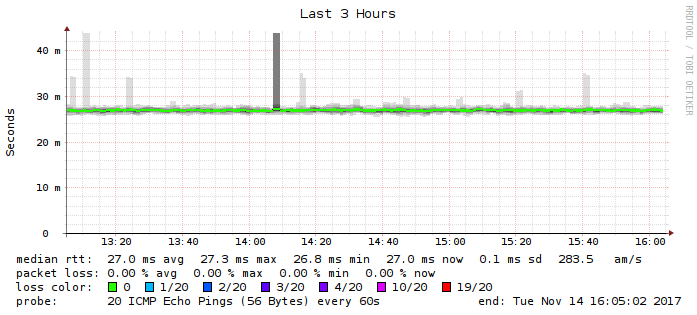 Last 3 Hours
RRDTOOL / TOBI OETIKER
Seconds
40 m
30 m
20 m
10 m
0
13:20 13:40 14:00 14:20 14:40 15:00 15:20 15:40 16:00
median rtt: 27.0 ms avg 27.3 ms max 26.8 ms min 27.0 ms now 0.1 ms sd 283.5 am/s
packet loss: 0.00 % avg 0.00 % max 0.00 % min 0.00 % now
loss color: 0 1/20 2/20 3/20 4/20 10/20 19/20
probe: 20 ICMP Echo Pings (56 Bytes) every 60s end: Tue Nov 14 16:05:02 2017